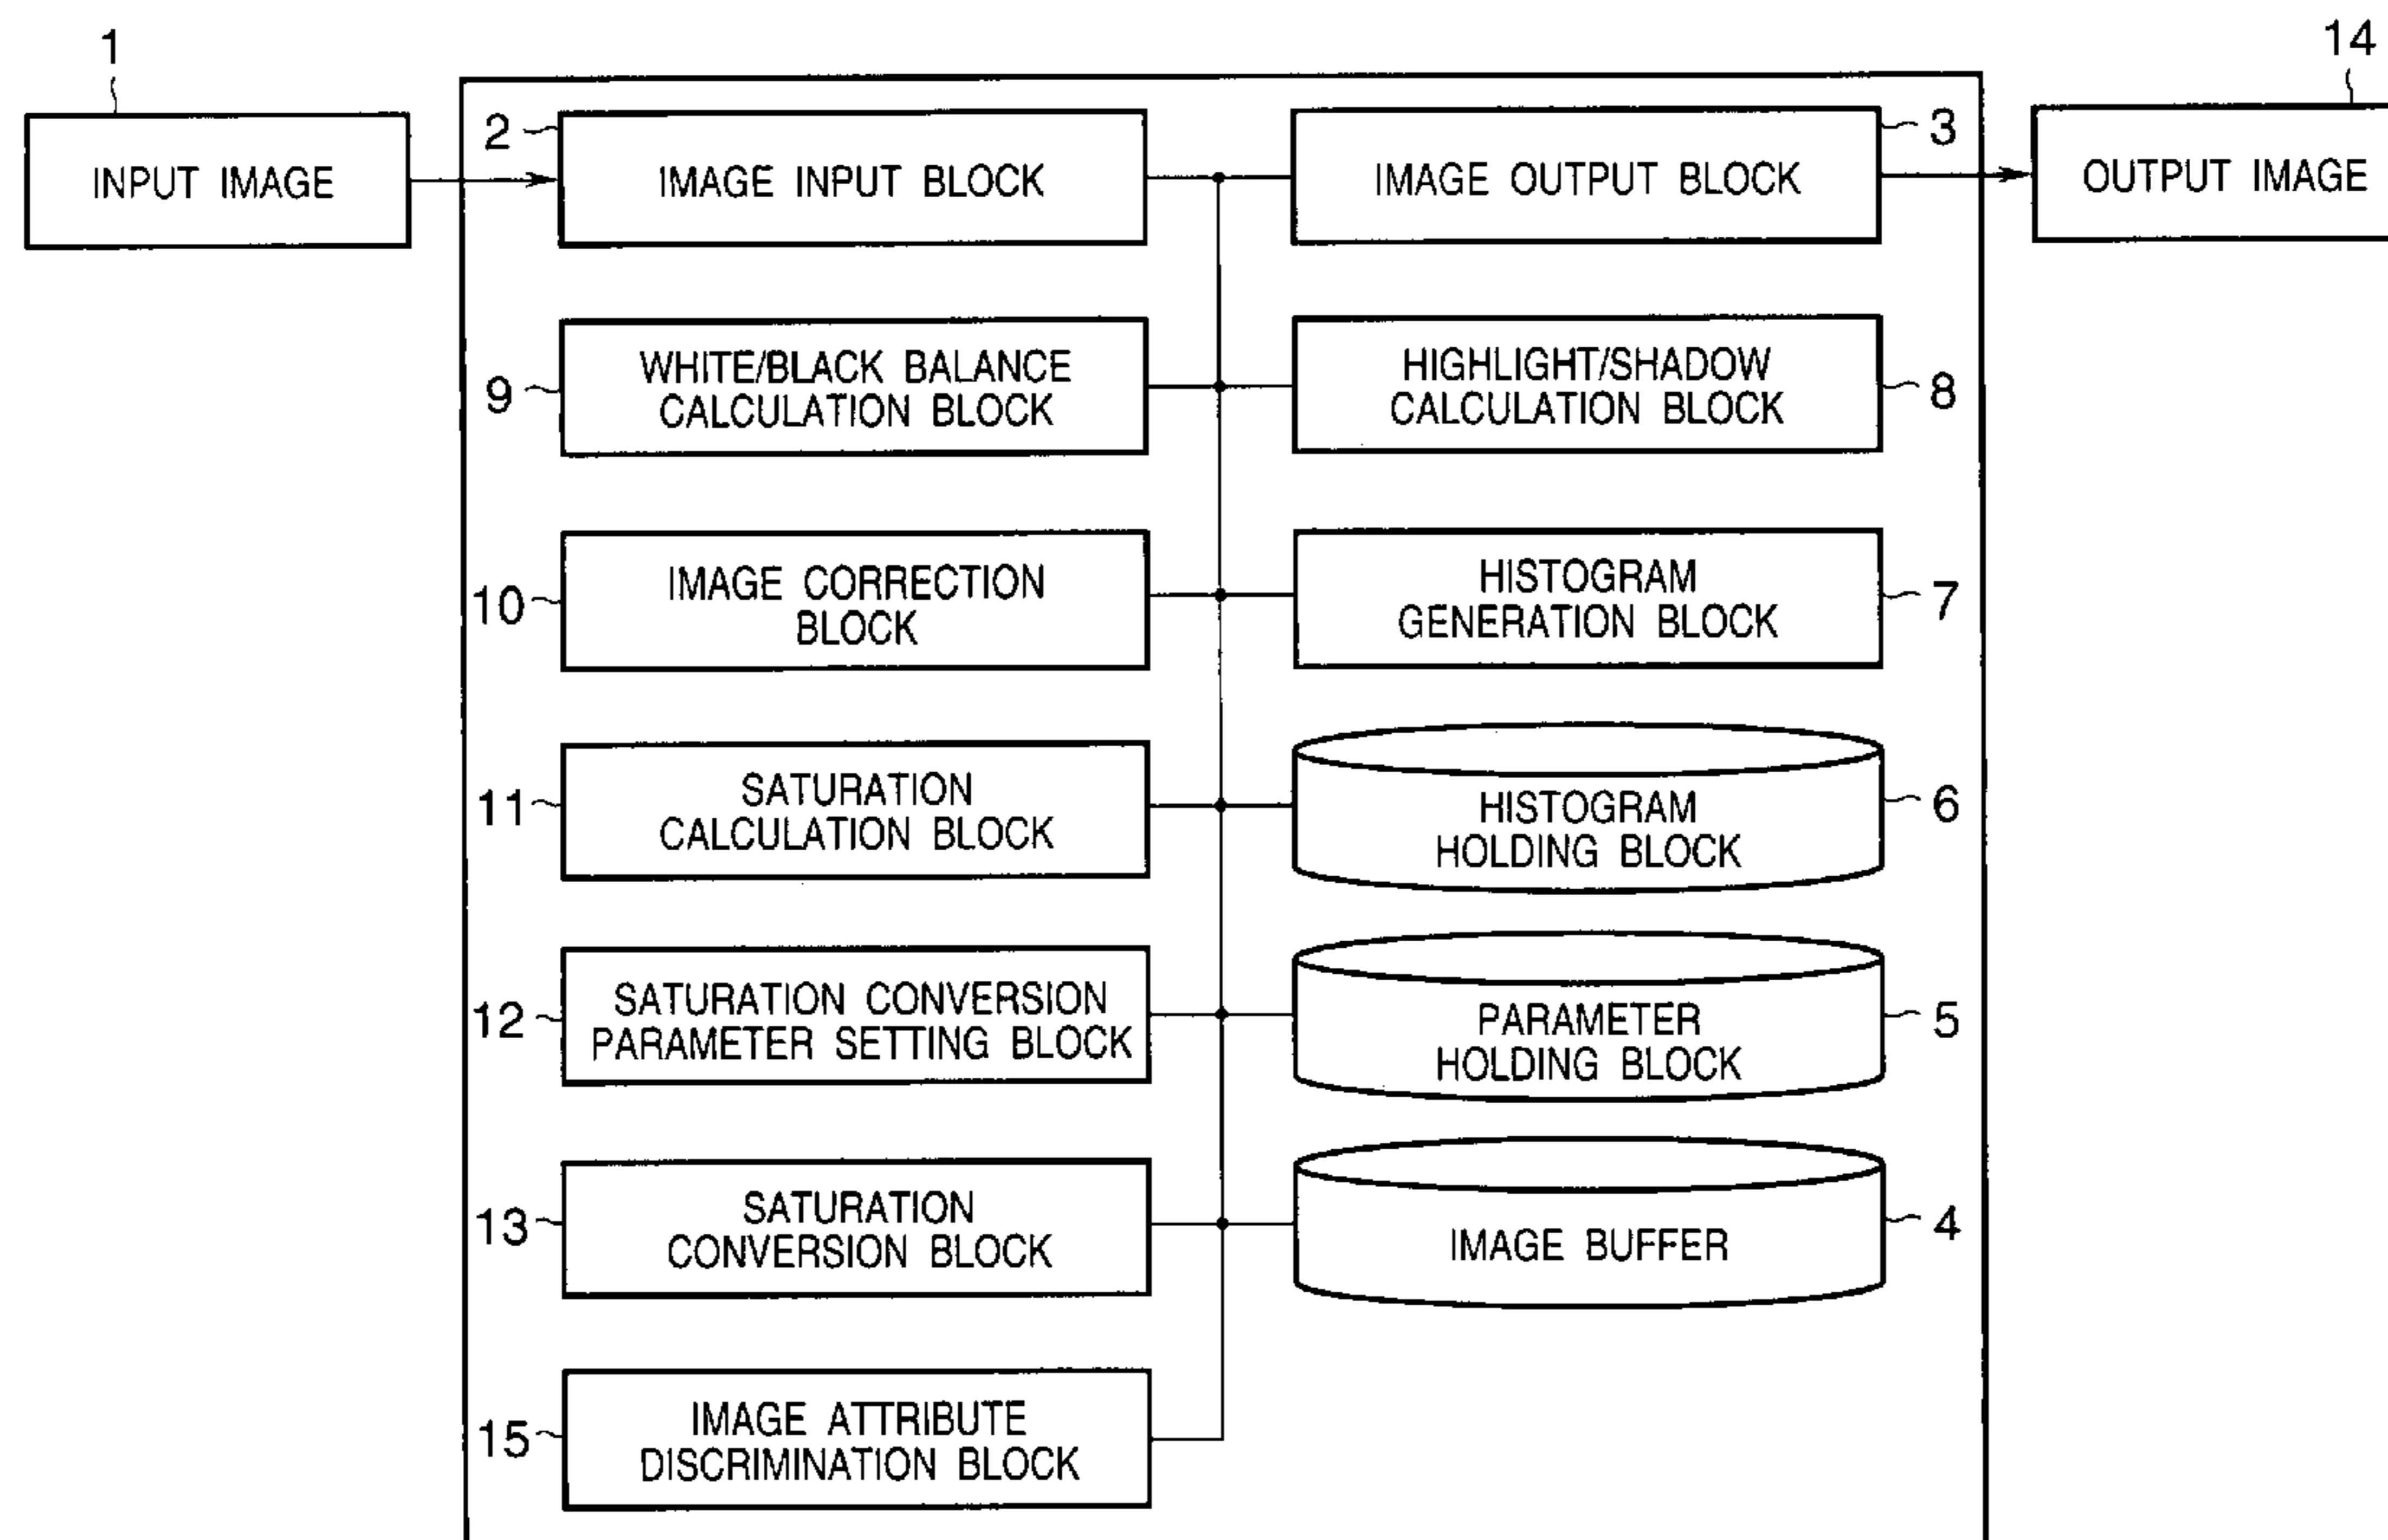 1
14
INPUT IMAGE
2
IMAGE INPUT BLOCK
IMAGE OUTPUT BLOCK
3
OUTPUT IMAGE
9
WHITE/BLACK BALANCE
CALCULATION BLOCK
HIGHLIGHT/SHADOW
CALCULATION BLOCK
8
10
IMAGE CORRECTION
BLOCK
HISTOGRAM
GENERATION BLOCK
7
11
SATURATION
CALCULATION BLOCK
HISTOGRAM
HOLDING BLOCK
6
12
SATURATION CONVERSION
PARAMETER SETTING BLOCK
PARAMETER
HOLDING BLOCK
5
13
SATURATION
CONVERSION BLOCK
IMAGE BUFFER
4
15
IMAGE ATTRIBUTE
DISCRIMINATION BLOCK